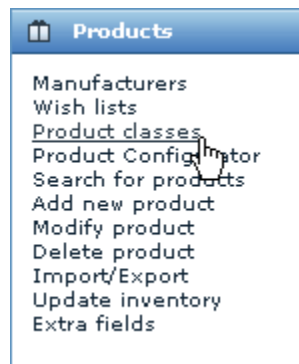 Products
Manufacturers
Wish lists
Product classes
Product Configurator
Search for products
Add new product
Modify product
Delete product
Import/Export
Update inventory
Extra fields